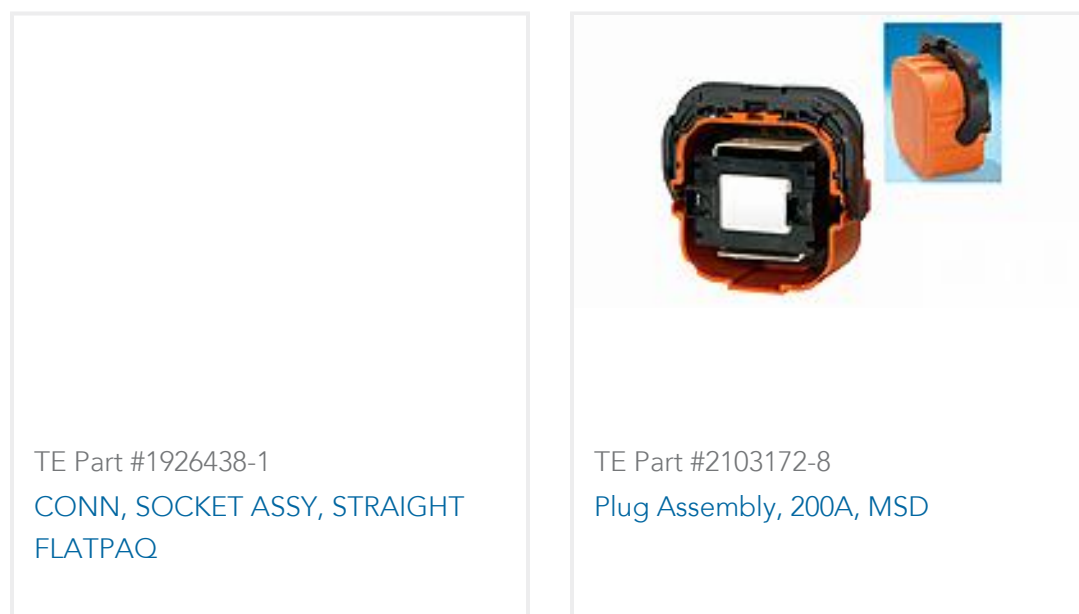 TE Part #1926438-1
CONN, SOCKET ASSY, STRAIGHT
FLATPAQ
TE Part #2103172-8
Plug Assembly, 200A, MSD